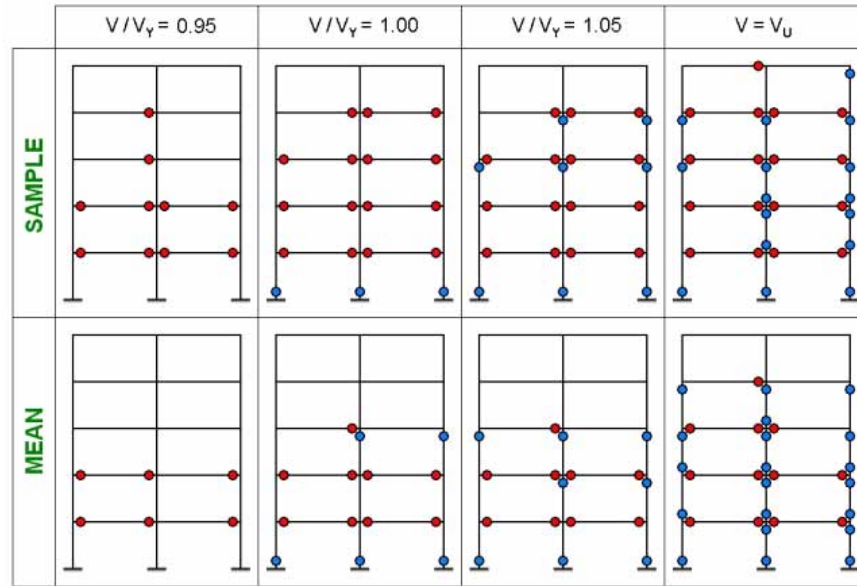 V / V_Y = 0.95
V / V_Y = 1.00
V / V_Y = 1.05
V = V_U
SAMPLE
MEAN